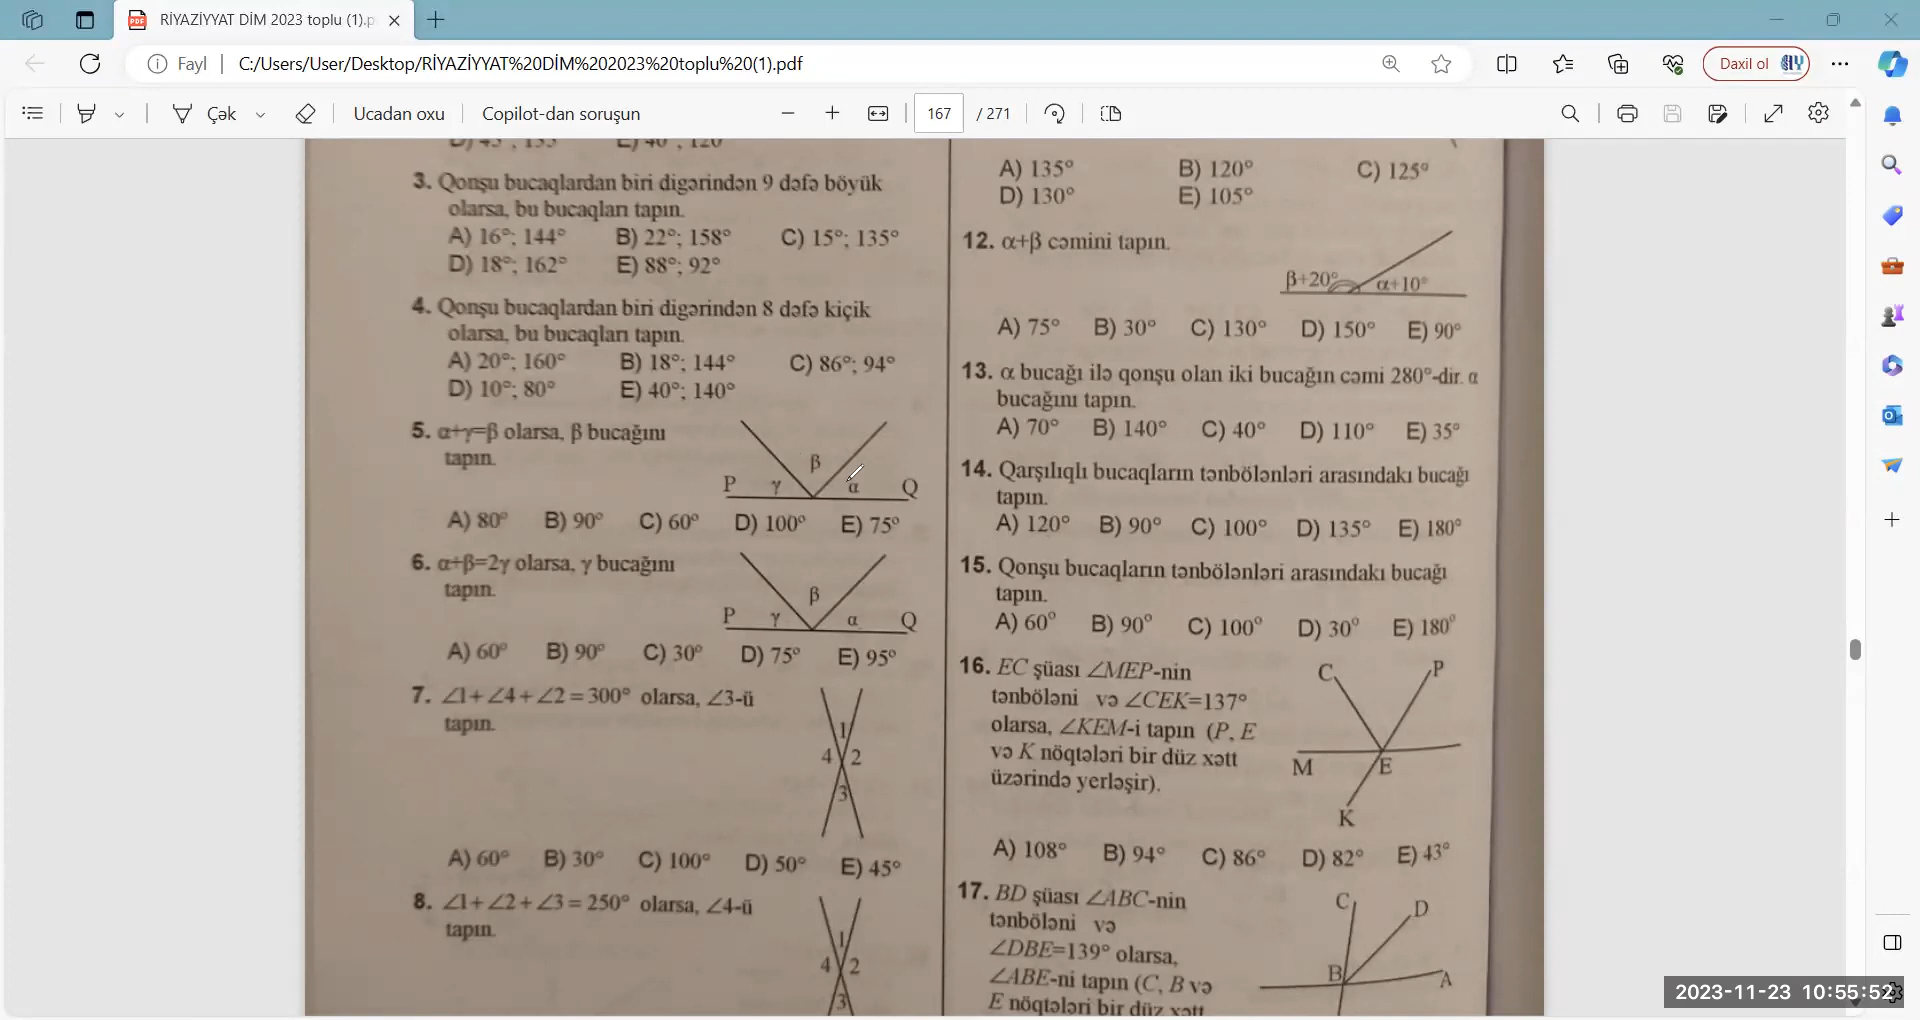 RİYAZİYYAT DİM 2023 toplu (1).p
Fayl C:/Users/User/Desktop/RİYAZİYYAT%20DİM%202023%20toplu%20(1).pdf
Daxil ol
Çək Ucadan oxu Copilot-dan soruşun 167 / 271
D) 45°, 135° E) 40°, 120°
3. Qonşu bucaqlardan biri digərindən 9 dəfə böyük
olarsa, bu bucaqları tapın.
A) 16°; 144° B) 22°; 158° C) 15°; 135°
D) 18°; 162° E) 88°; 92°
4. Qonşu bucaqlardan biri digərindən 8 dəfə kiçik
olarsa, bu bucaqları tapın.
A) 20°; 160° B) 18°; 144° C) 86°; 94°
D) 10°; 80° E) 40°; 140°
5. α+γ=β olarsa, β bucağını
tapın.
β
P γ α Q
A) 80° B) 90° C) 60° D) 100° E) 75°
6. α+β=2γ olarsa, γ bucağını
tapın.
β
P γ α Q
A) 60° B) 90° C) 30° D) 75° E) 95°
7. ∠1+∠4+∠2=300° olarsa, ∠3-ü
tapın.
1
4 2
3
A) 60° B) 30° C) 100° D) 50° E) 45°
8. ∠1+∠2+∠3=250° olarsa, ∠4-ü
tapın.
1
4 2
3
A) 135° B) 120° C) 125°
D) 130° E) 105°
12. α+β cəmini tapın.
β+20° α+10°
A) 75° B) 30° C) 130° D) 150° E) 90°
13. α bucağı ilə qonşu olan iki bucağın cəmi 280°-dir. α
bucağını tapın.
A) 70° B) 140° C) 40° D) 110° E) 35°
14. Qarşılıqlı bucaqların tənbölənləri arasındakı bucağı
tapın.
A) 120° B) 90° C) 100° D) 135° E) 180°
15. Qonşu bucaqların tənbölənləri arasındakı bucağı
tapın.
A) 60° B) 90° C) 100° D) 30° E) 180°
16. EC şüası ∠MEP-nin
tənböləni və ∠CEK=137°
olarsa, ∠KEM-i tapın (P, E
və K nöqtələri bir düz xətt
üzərində yerləşir).
C P
M E
K
A) 108° B) 94° C) 86° D) 82° E) 43°
17. BD şüası ∠ABC-nin
tənböləni və
∠DBE=139° olarsa,
∠ABE-ni tapın (C, B və
E nöqtələri bir düz xətt
C D
B A
2023-11-23 10:55:52